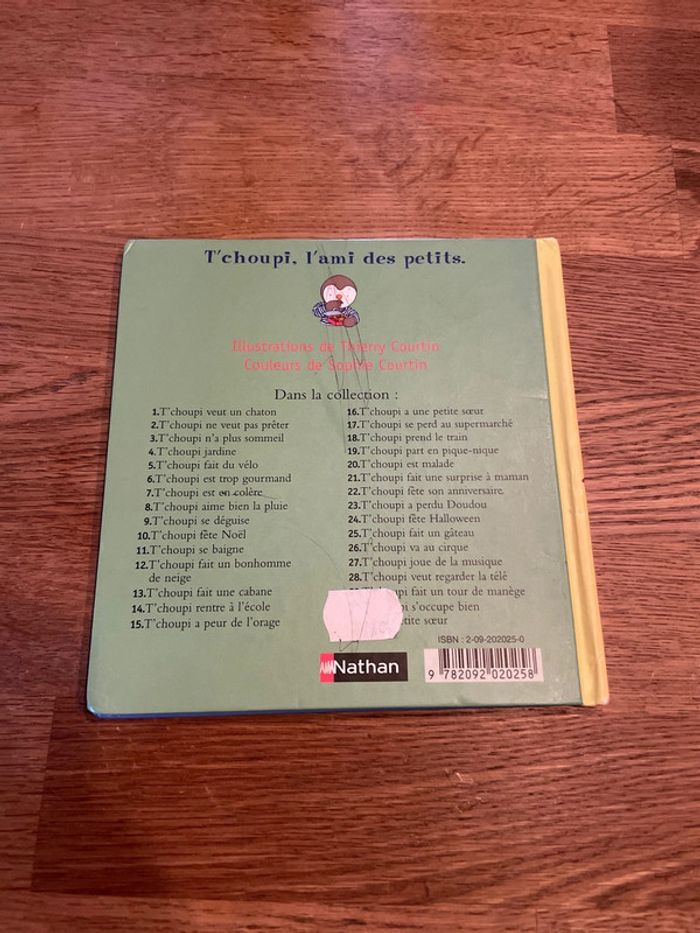 T'choupi, l'ami des petits.
Illustrations de Thierry Courtin
Couleurs de Sophie Courtin
Dans la collection :
1.T'choupi veut un chaton
2.T'choupi ne veut pas prêter
3.T'choupi n'a plus sommeil
4.T'choupi jardine
5.T'choupi fait du vélo
6.T'choupi est trop gourmand
7.T'choupi est en colère
8.T'choupi aime bien la pluie
9.T'choupi se déguise
10.T'choupi fête Noël
11.T'choupi se baigne
12.T'choupi fait un bonhomme
de neige
13.T'choupi fait une cabane
14.T'choupi rentre à l'école
15.T'choupi a peur de l'orage
16.T'choupi a une petite sœur
17.T'choupi se perd au supermarché
18.T'choupi prend le train
19.T'choupi part en pique-nique
20.T'choupi est malade
21.T'choupi fait une surprise à maman
22.T'choupi fête son anniversaire
23.T'choupi a perdu Doudou
24.T'choupi fête Halloween
25.T'choupi fait un gâteau
26.T'choupi va au cirque
27.T'choupi joue de la musique
28.T'choupi veut regarder la télé
fait un tour de manège
s'occupe bien
sœur
ISBN : 2-09-202025-0
Nathan
9 782092 020258